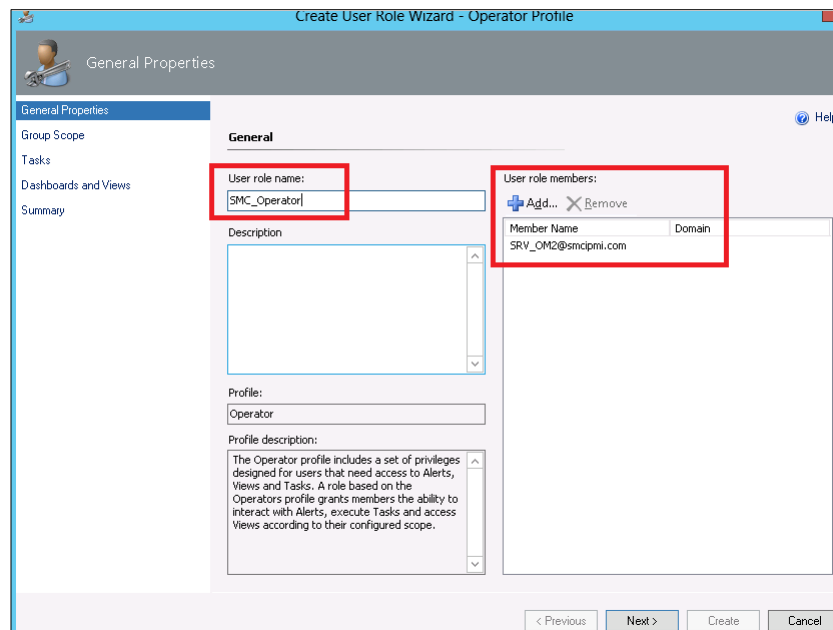 Create User Role Wizard - Operator Profile
General Properties
General Properties
Group Scope
Tasks
Dashboards and Views
Summary
Help
General
User role name:
SMC_Operator
Description
Profile:
Operator
Profile description:
The Operator profile includes a set of privileges
designed for users that need access to Alerts,
Views and Tasks. A role based on the
Operators profile grants members the ability to
interact with Alerts, execute Tasks and access
Views according to their configured scope.
User role members:
Add... Remove
Member Name Domain
SRV_OM2@smcipmi.com
< Previous Next > Create Cancel